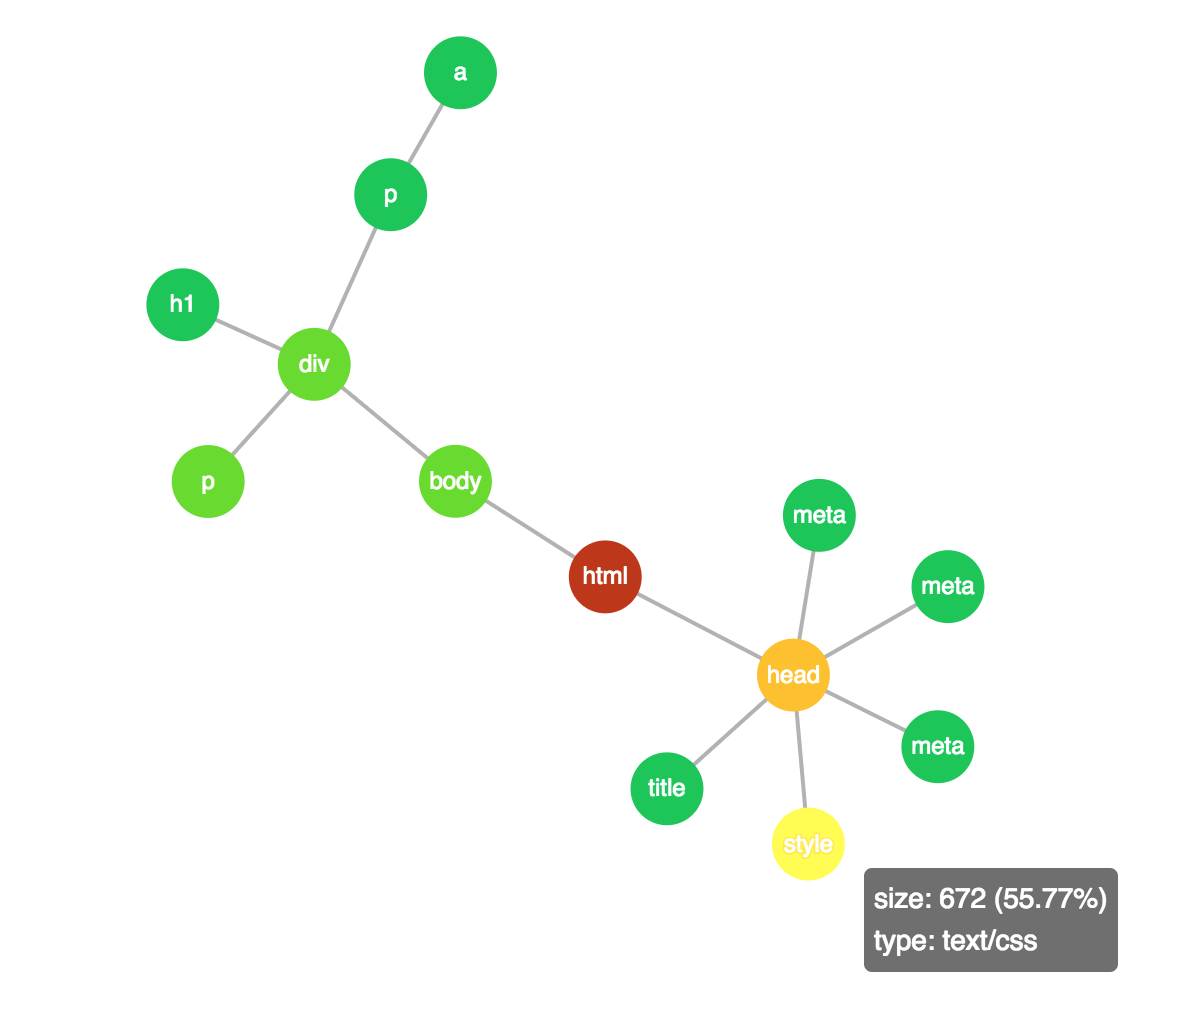 a
p
h1
div
p
body
meta
html
meta
head
meta
title
style
size: 672 (55.77%)
type: text/css